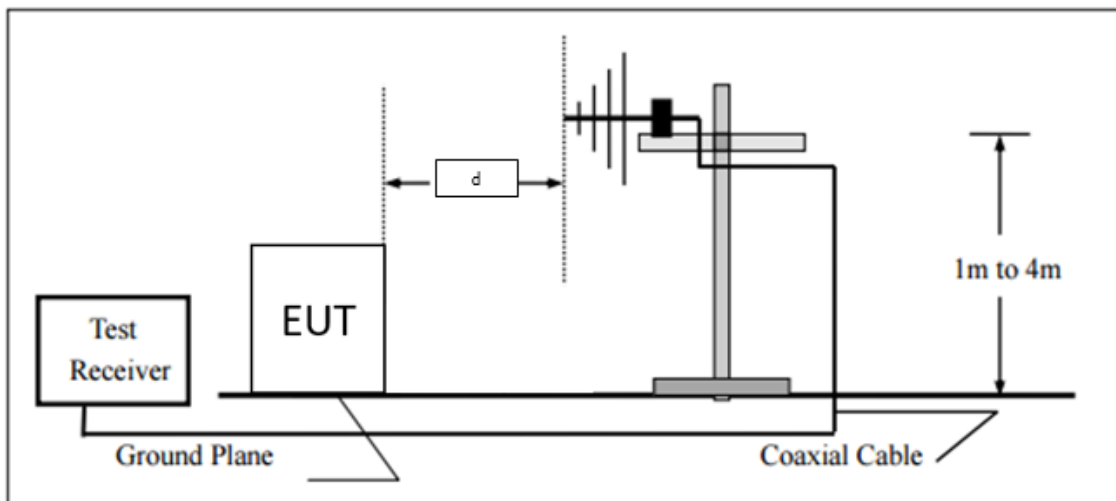 d
1m to 4m
EUT
Test
Receiver
Ground Plane
Coaxial Cable